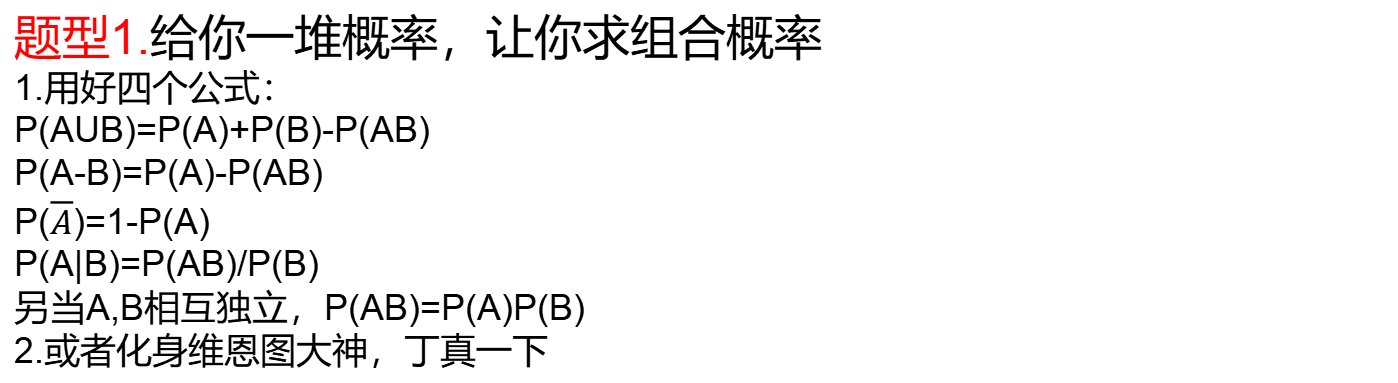 题型1.给你一堆概率，让你求组合概率
1.用好四个公式：
P(AUB)=P(A)+P(B)-P(AB)
P(A-B)=P(A)-P(AB)
P(A̅)=1-P(A)
P(A|B)=P(AB)/P(B)
另当A,B相互独立，P(AB)=P(A)P(B)
2.或者化身维恩图大神，丁真一下